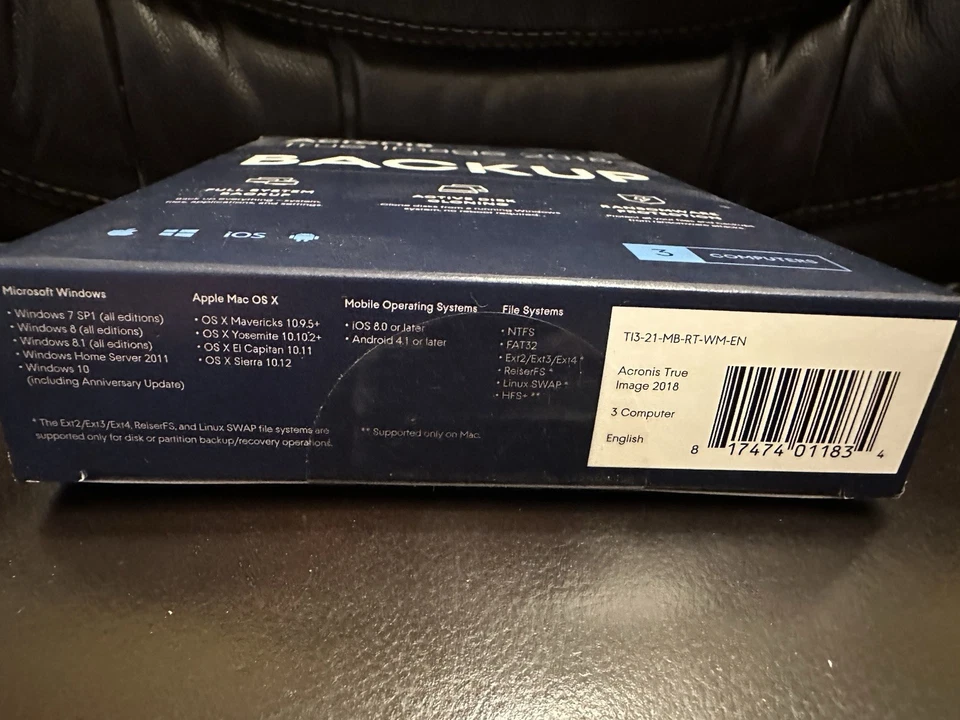 BACKUP
FULL SYSTEM
BACKUP
ACTIVE DISK
CLONING
iOS
3 COMPUTERS
Microsoft Windows
• Windows 7 SP1 (all editions)
• Windows 8 (all editions)
• Windows 8.1 (all editions)
• Windows Home Server 2011
• Windows 10
(including Anniversary Update)
Apple Mac OS X
• OS X Mavericks 10.9.5+
• OS X Yosemite 10.10.2+
• OS X El Capitan 10.11
• OS X Sierra 10.12
Mobile Operating Systems
• iOS 8.0 or later
• Android 4.1 or later
File Systems
• NTFS
• FAT32
• Ext2/Ext3/Ext4 *
• ReiserFS *
• Linux SWAP *
• HFS+ **
* The Ext2/Ext3/Ext4, ReiserFS, and Linux SWAP file systems are
supported only for disk or partition backup/recovery operations.
** Supported only on Mac.
TI3-21-MB-RT-WM-EN
Acronis True
Image 2018
3 Computer
English
8 17474 01183 4